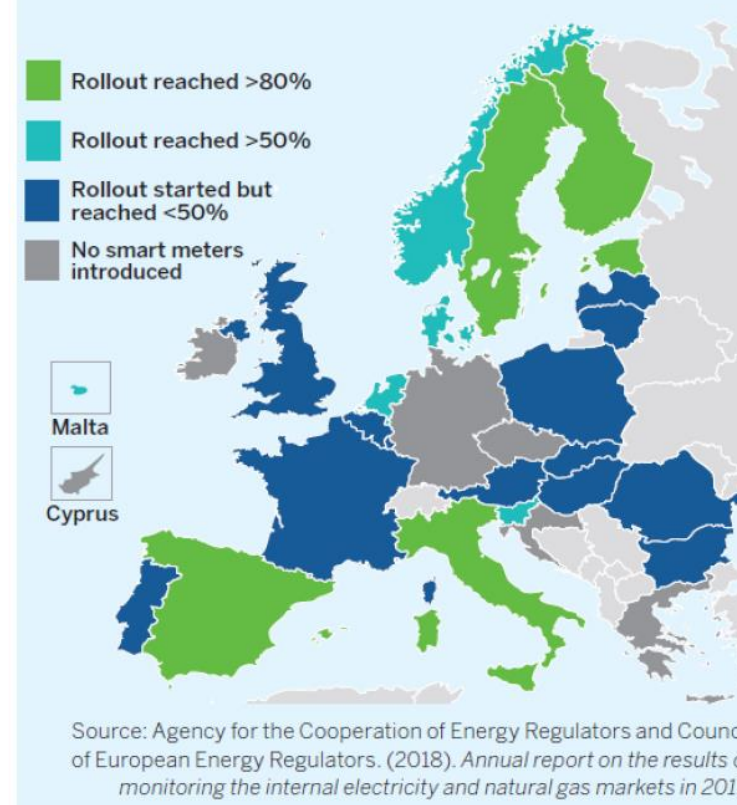 Rollout reached >80%
Rollout reached >50%
Rollout started but
reached <50%
No smart meters
introduced
Malta
Cyprus
Source: Agency for the Cooperation of Energy Regulators and Counc
of European Energy Regulators. (2018). Annual report on the results o
monitoring the internal electricity and natural gas markets in 201